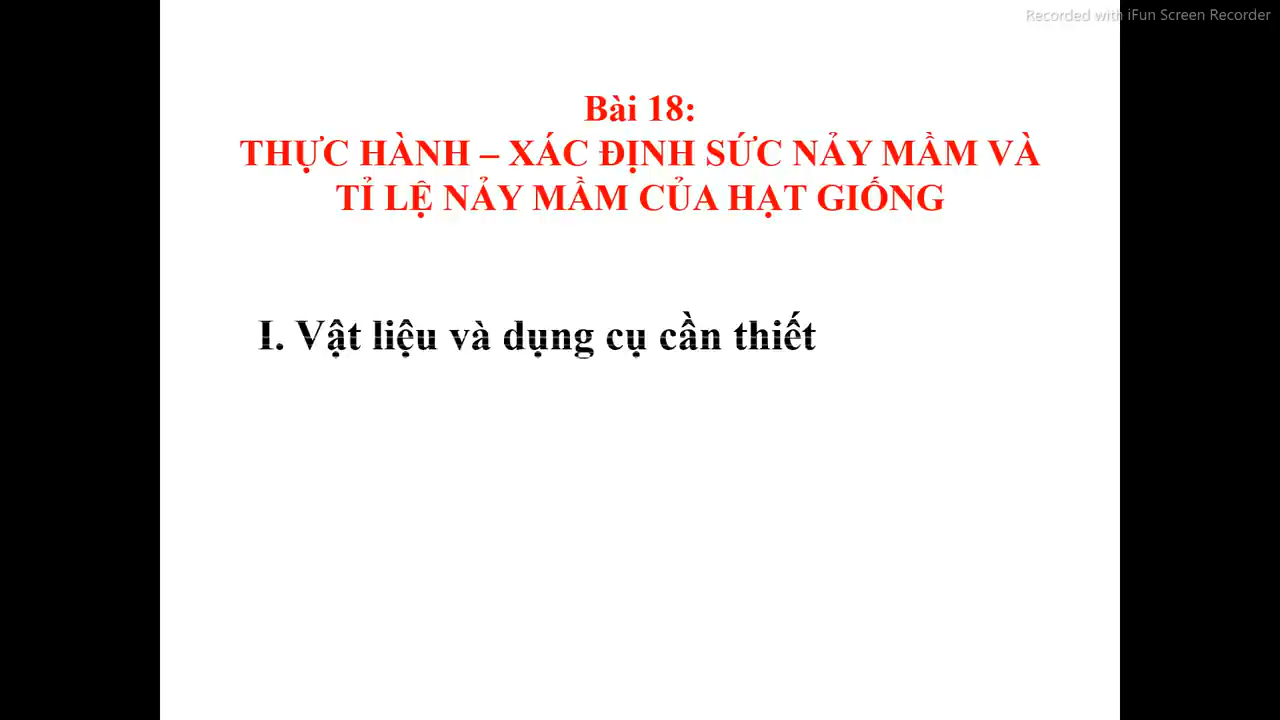 Recorded with iFun Screen Recorder
Bài 18:
THỰC HÀNH – XÁC ĐỊNH SỨC NẢY MẦM VÀ
TỈ LỆ NẢY MẦM CỦA HẠT GIỐNG
I. Vật liệu và dụng cụ cần thiết